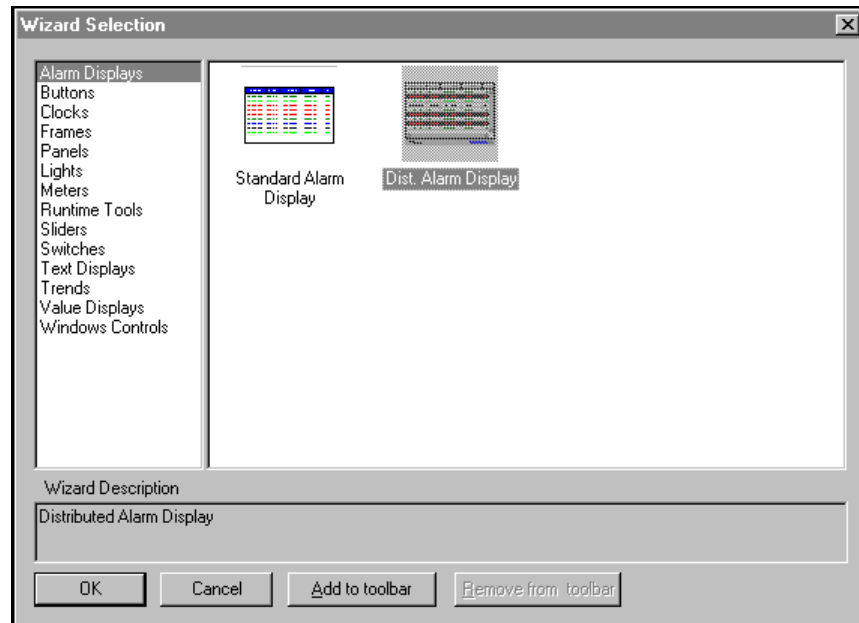 Wizard Selection
Alarm Displays
Buttons
Clocks
Frames
Panels
Lights
Meters
Runtime Tools
Sliders
Switches
Text Displays
Trends
Value Displays
Windows Controls
Standard Alarm
Display
Dist. Alarm Display
Wizard Description
Distributed Alarm Display
OK
Cancel
Add to toolbar
Remove from toolbar